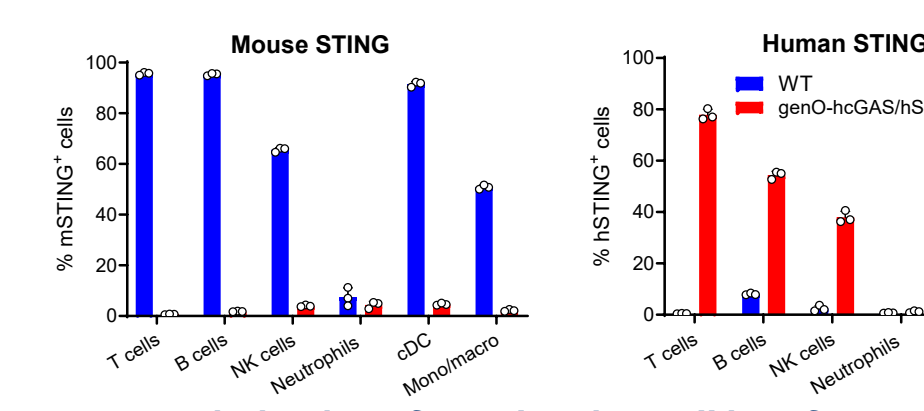 Mouse STING
% mSTING+ cells
100
80
60
40
20
0
T cells
B cells
NK cells
Neutrophils
cDC
Mono/macro
Human STING
WT
genO-hcGAS/hS
% hSTING+ cells
100
80
60
40
20
0
T cells
B cells
NK cells
Neutrophils